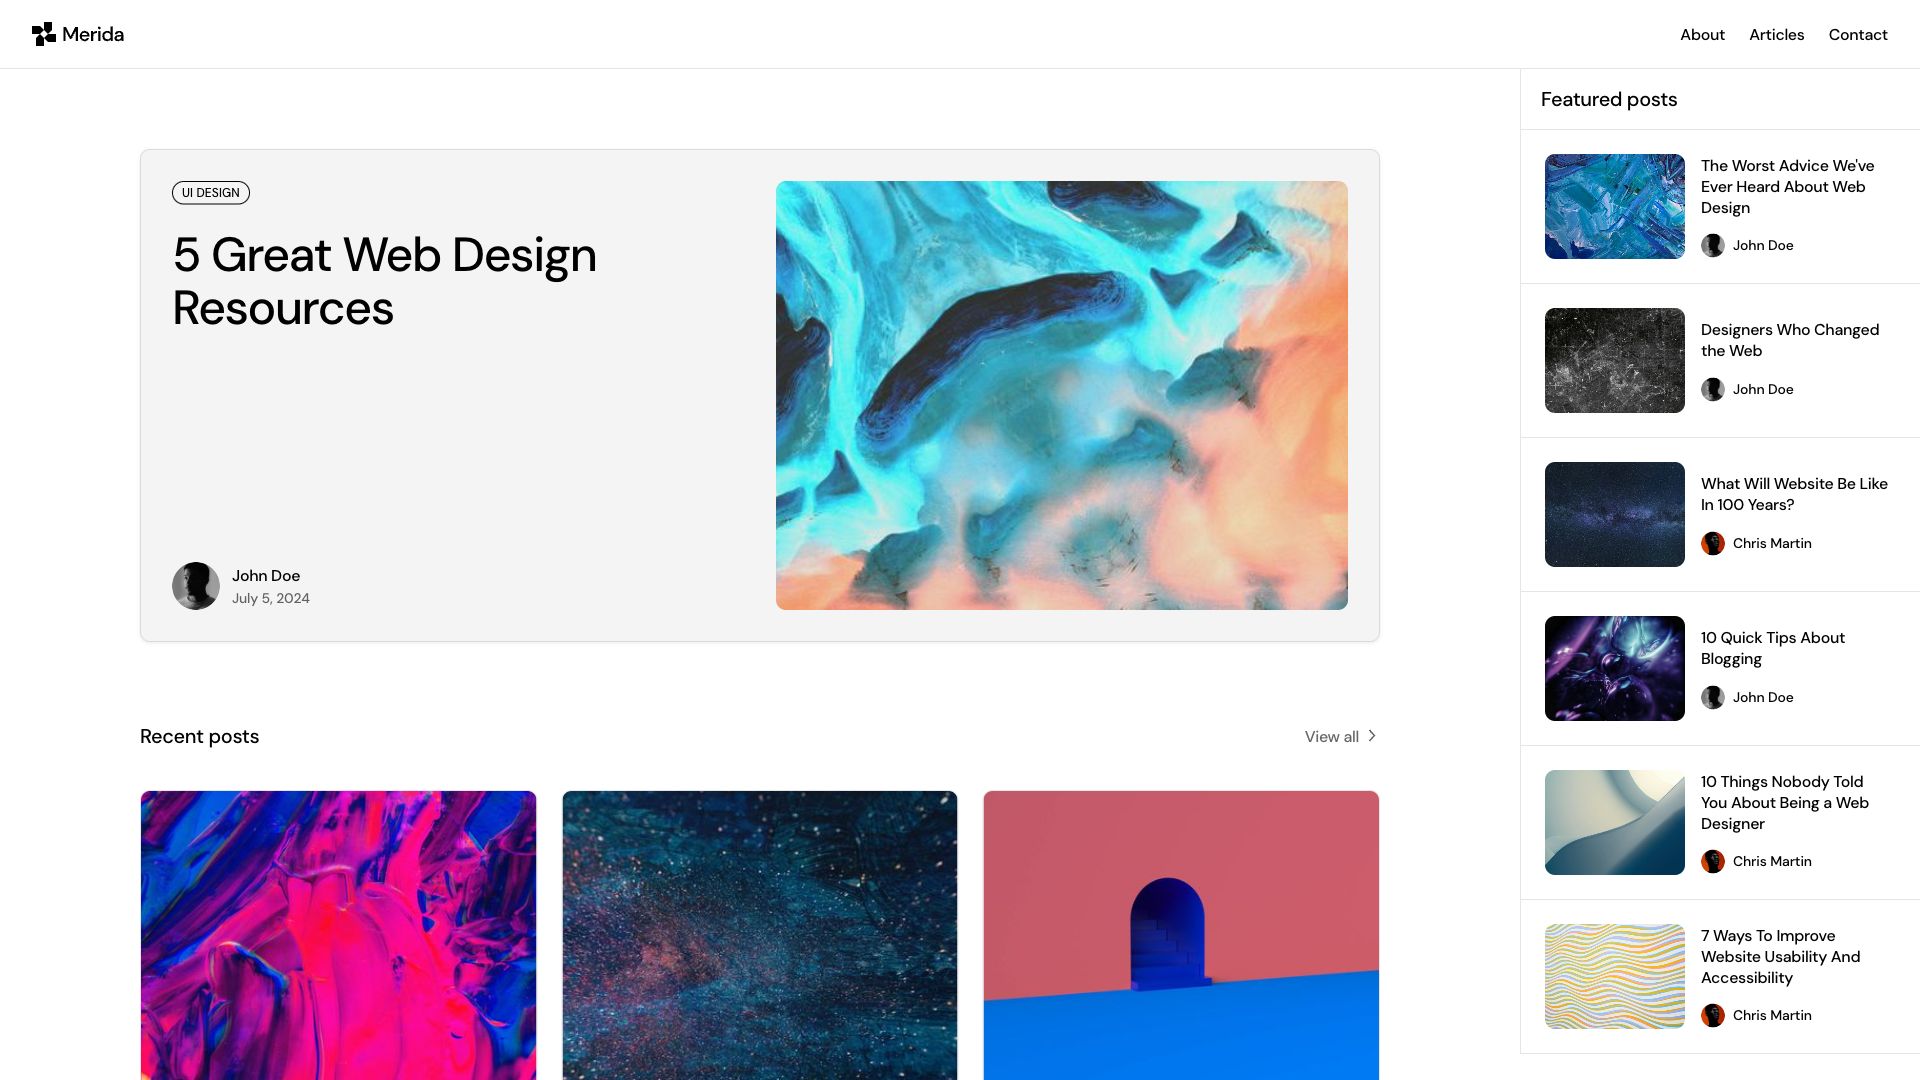 Merida
About
Articles
Contact
UI DESIGN
5 Great Web Design
Resources
John Doe
July 5, 2024
Recent posts
View all
Featured posts
The Worst Advice We've
Ever Heard About Web
Design
John Doe
Designers Who Changed
the Web
John Doe
What Will Website Be Like
In 100 Years?
Chris Martin
10 Quick Tips About
Blogging
John Doe
10 Things Nobody Told
You About Being a Web
Designer
Chris Martin
7 Ways To Improve
Website Usability And
Accessibility
Chris Martin